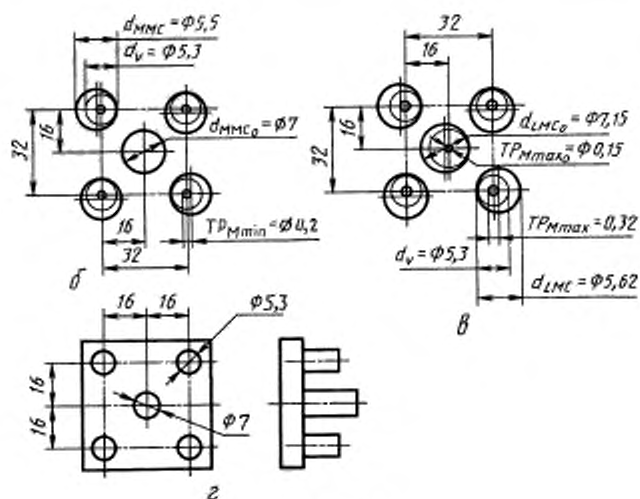 d_MMC=Φ5,5
d_v=Φ5,3
16
32
d_MMC₀=Φ7
TP_Mmin=Φ0,2
16
32
б
32
16
16
32
d_LMC₀=Φ7,15
TP_Mmax₀=Φ0,15
TP_Mmax=0,32
d_v=Φ5,3
d_LMC=Φ5,62
в
16 16
Φ5,3
16
16
Φ7
г